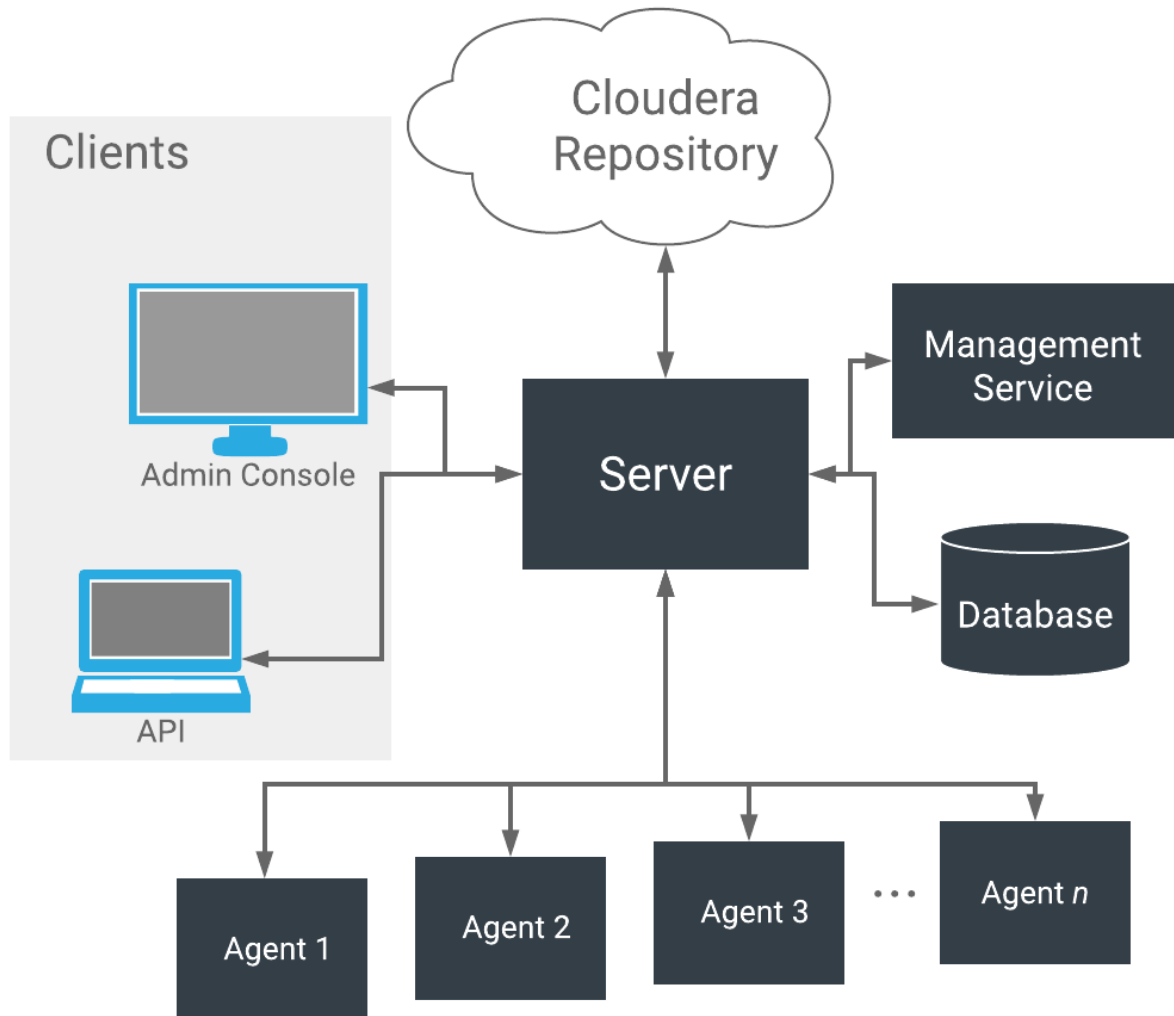 Cloudera
Repository
Clients
Management
Service
Server
Admin Console
Database
API
Agent 1
Agent 2
Agent 3
...
Agent n